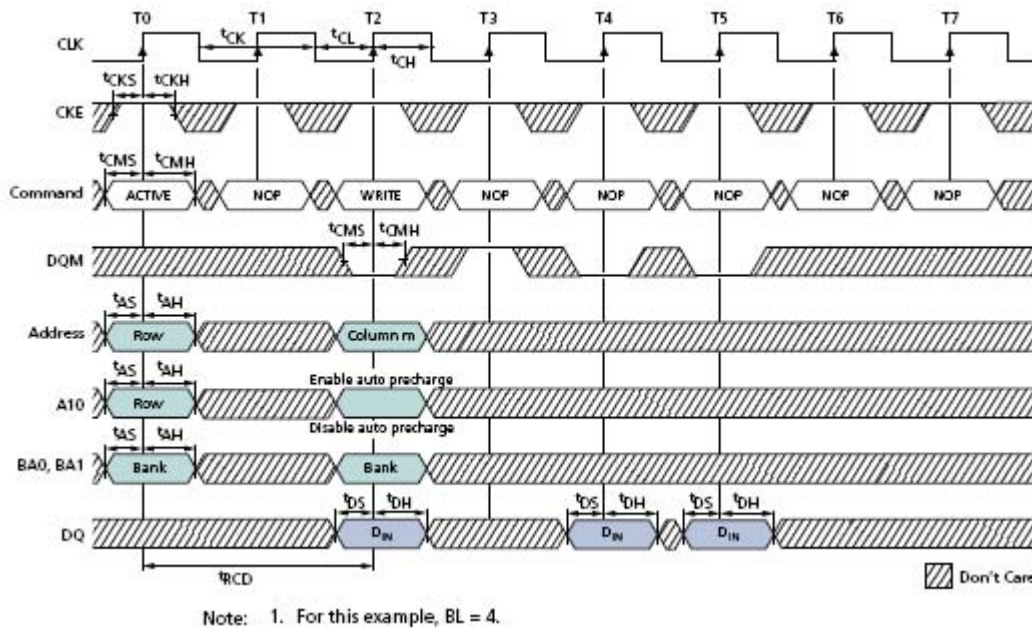 T0 T1 T2 T3 T4 T5 T6 T7
CLK
tCK tCL tCH
tCKS tCKH
CKE
tCMS tCMH
Command ACTIVE NOP WRITE NOP NOP NOP NOP NOP
tCMS tCMH
DQM
tAS tAH
Address Row Column m
tAS tAH Enable auto precharge
A10 Row
Disable auto precharge
tAS tAH
BA0, BA1 Bank Bank
tDS tDH tDS tDH tDS tDH
DQ DIN DIN DIN
tRCD
Don't Care
Note: 1. For this example, BL = 4.